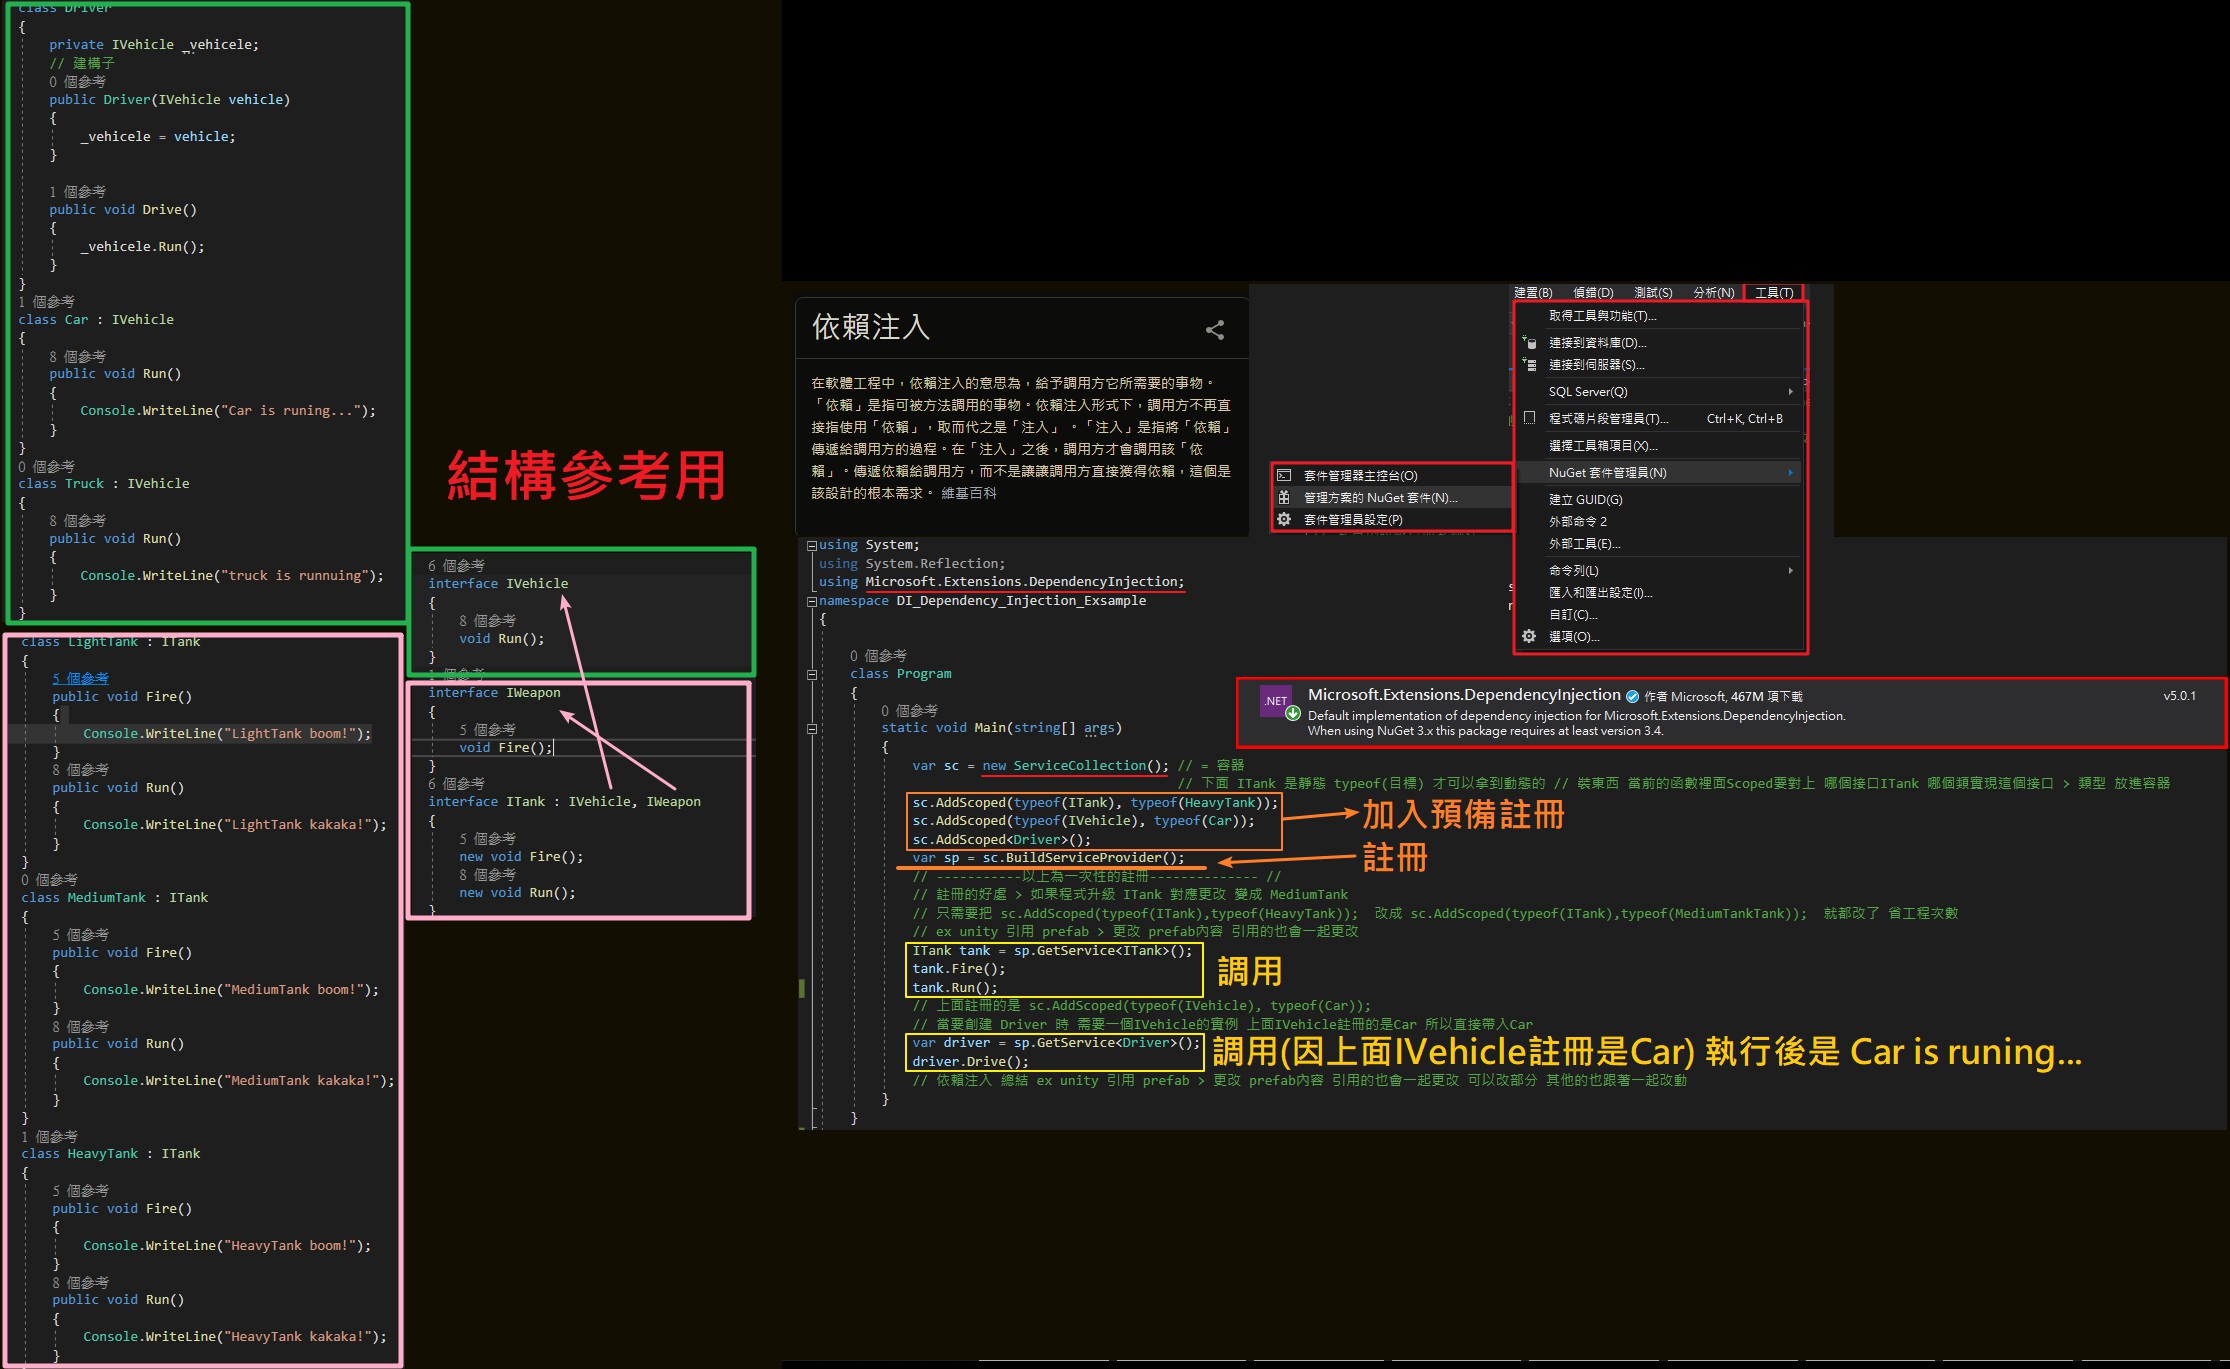 class Driver
{
private IVehicle _vehicele;
// 建構子
0 個參考
public Driver(IVehicle vehicle)
{
_vehicele = vehicle;
}
1 個參考
public void Drive()
{
_vehicele.Run();
}
}
1 個參考
class Car : IVehicle
{
8 個參考
public void Run()
{
Console.WriteLine("Car is runing...");
}
}
0 個參考
class Truck : IVehicle
{
8 個參考
public void Run()
{
Console.WriteLine("truck is runnuing");
}
}
class LightTank : ITank
{
5 個參考
public void Fire()
{
Console.WriteLine("LightTank boom!");
}
8 個參考
public void Run()
{
Console.WriteLine("LightTank kakaka!");
}
}
0 個參考
class MediumTank : ITank
{
5 個參考
public void Fire()
{
Console.WriteLine("MediumTank boom!");
}
8 個參考
public void Run()
{
Console.WriteLine("MediumTank kakaka!");
}
}
1 個參考
class HeavyTank : ITank
{
5 個參考
public void Fire()
{
Console.WriteLine("HeavyTank boom!");
}
8 個參考
public void Run()
{
Console.WriteLine("HeavyTank kakaka!");
}
結構參考用
6 個參考
interface IVehicle
{
8 個參考
void Run();
}
1 個參考
interface IWeapon
{
5 個參考
void Fire();
}
6 個參考
interface ITank : IVehicle, IWeapon
{
5 個參考
new void Fire();
8 個參考
new void Run();
}
依賴注入
在軟體工程中，依賴注入的意思為，給予調用方它所需要的事物。
「依賴」是指可被方法調用的事物。依賴注入形式下，調用方不再直
接指使用「依賴」，取而代之是「注入」 。「注入」是指將「依賴」
傳遞給調用方的過程。在「注入」之後，調用方才會調用該「依
賴」。傳遞依賴給調用方，而不是讓讓調用方直接獲得依賴，這個是
該設計的根本需求。 維基百科
建置(B) 偵錯(D) 測試(S) 分析(N) 工具(T)
取得工具與功能(T)...
連接到資料庫(D)...
連接到伺服器(S)...
SQL Server(Q)
程式碼片段管理員(T)... Ctrl+K, Ctrl+B
選擇工具箱項目(X)...
NuGet 套件管理員(N)
建立 GUID(G)
外部命令 2
外部工具(E)...
命令列(L)
匯入和匯出設定(I)...
自訂(C)...
選項(O)...
套件管理器主控台(O)
管理方案的 NuGet 套件(N)...
套件管理員設定(P)
using System;
using System.Reflection;
using Microsoft.Extensions.DependencyInjection;
namespace DI_Dependency_Injection_Exsample
{
0 個參考
class Program
{
0 個參考
static void Main(string[] args)
{
.NET
Microsoft.Extensions.DependencyInjection 作者 Microsoft, 467M 項下載 v5.0.1
Default implementation of dependency injection for Microsoft.Extensions.DependencyInjection.
When using NuGet 3.x this package requires at least version 3.4.
var sc = new ServiceCollection(); // = 容器
// 下面 ITank 是靜態 typeof(目標) 才可以拿到動態的 // 裝東西 當前的函數裡面Scoped要對上 哪個接口ITank 哪個類實現這個接口 > 類型 放進容器
sc.AddScoped(typeof(ITank), typeof(HeavyTank));
sc.AddScoped(typeof(IVehicle), typeof(Car));
sc.AddScoped<Driver>();
加入預備註冊
var sp = sc.BuildServiceProvider();
註冊
// -----------以上為一次性的註冊-------------- //
// 註冊的好處 > 如果程式升級 ITank 對應更改 變成 MediumTank
// 只需要把 sc.AddScoped(typeof(ITank),typeof(HeavyTank)); 改成 sc.AddScoped(typeof(ITank),typeof(MediumTankTank)); 就都改了 省工程次數
// ex unity 引用 prefab > 更改 prefab內容 引用的也會一起更改
ITank tank = sp.GetService<ITank>();
tank.Fire();
tank.Run();
調用
// 上面註冊的是 sc.AddScoped(typeof(IVehicle), typeof(Car));
// 當要創建 Driver 時 需要一個IVehicle的實例 上面IVehicle註冊的是Car 所以直接帶入Car
var driver = sp.GetService<Driver>();
driver.Drive();
調用(因上面IVehicle註冊是Car) 執行後是 Car is runing...
// 依賴注入 總結 ex unity 引用 prefab > 更改 prefab內容 引用的也會一起更改 可以改部分 其他的也跟著一起改動
}
}